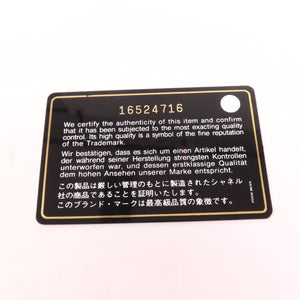 16524716
We certify the authenticity of this item and confirm
that it has been subjected to the most exacting quality
control. Its high quality is a symbol of the fine reputation
of the Trademark.
Wir bestätigen, dass es sich um einen Artikel handelt,
der während seiner Herstellung strengsten Kontrollen
unterworfen war, und dessen erstklassige Qualität
dem hohen Ansehen unserer Marke entspricht.
この製品は厳しい管理のもとに製造されたシャネル
社の商品であることを証明いたします。
このブランド・マークは最高級品質の象徴です。